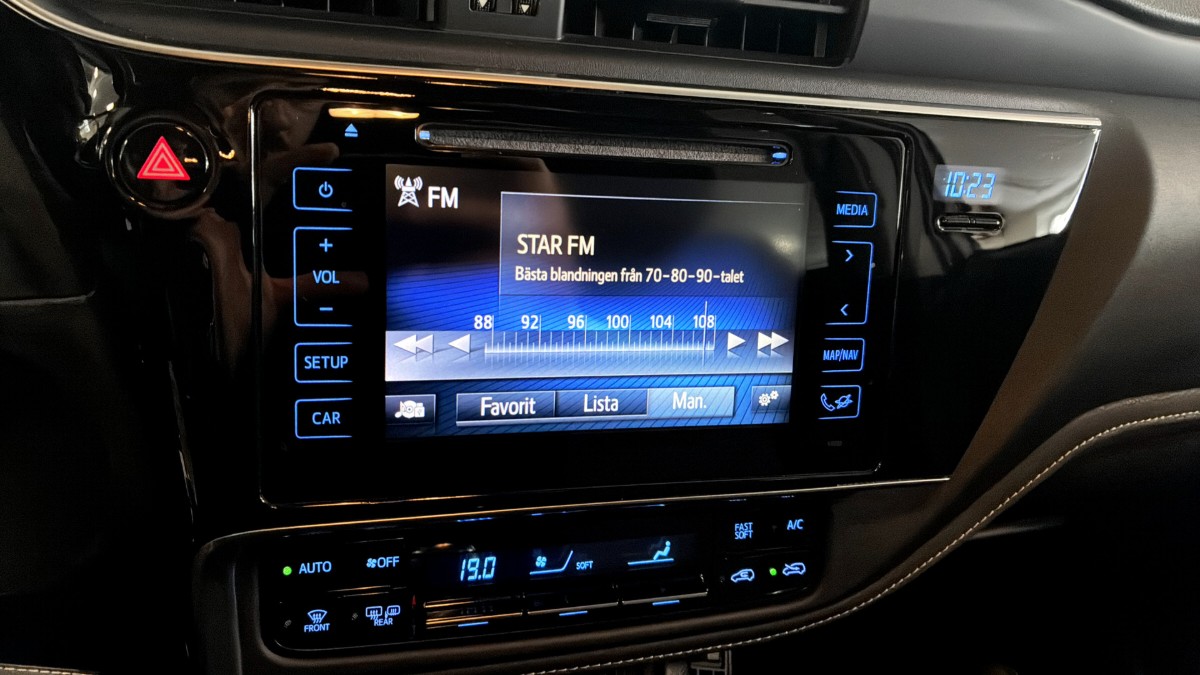 10:23
MEDIA
FM
VOL
STAR FM
Bästa blandningen från 70-80-90-talet
88 92 96 100 104 108
SETUP
MAP/NAV
CAR
Favorit Lista Man.
AUTO
OFF
19.0
SOFT
FAST
SOFT
A/C
FRONT
REAR